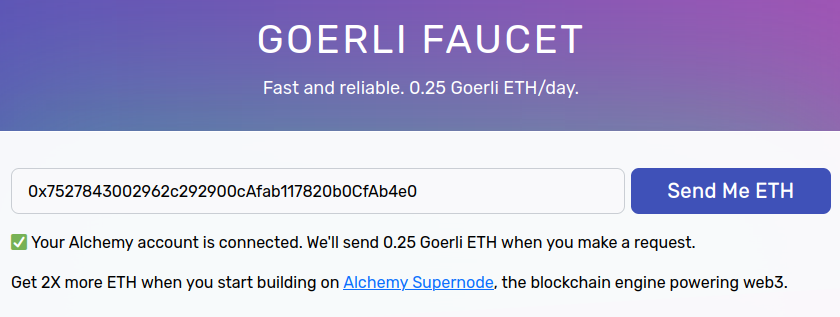 GOERLI FAUCET
Fast and reliable. 0.25 Goerli ETH/day.
0x7527843002962c292900cAfab117820b0CfAb4e0
Send Me ETH
✅ Your Alchemy account is connected. We'll send 0.25 Goerli ETH when you make a request.
Get 2X more ETH when you start building on Alchemy Supernode, the blockchain engine powering web3.